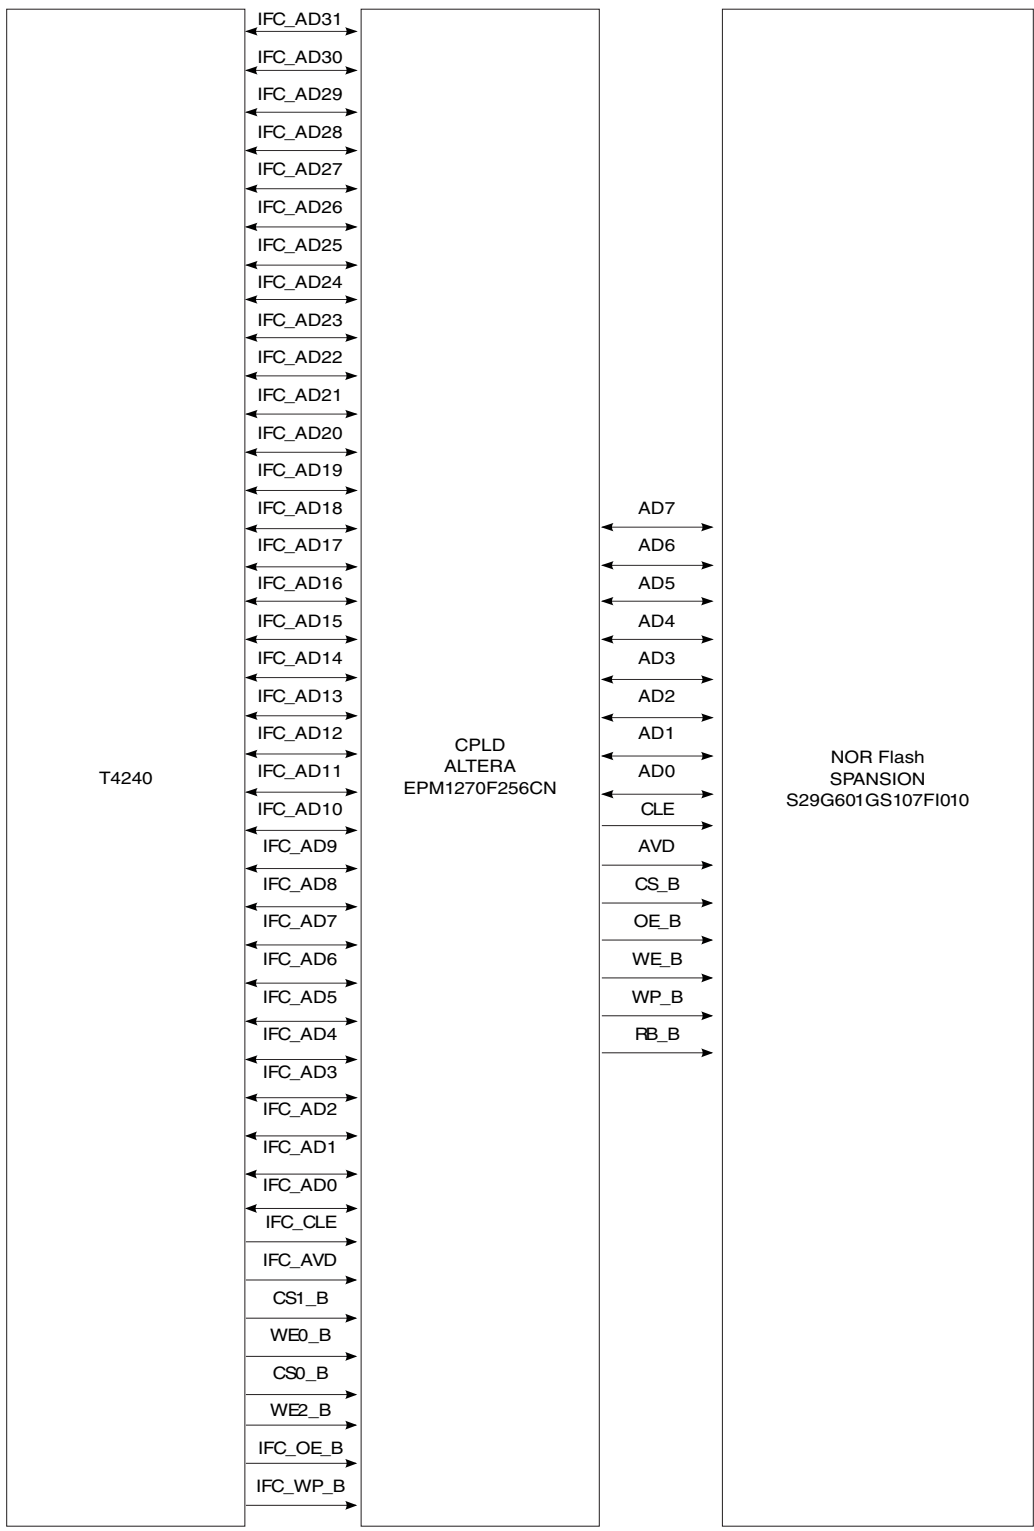 IFC_AD31
IFC_AD30
IFC_AD29
IFC_AD28
IFC_AD27
IFC_AD26
IFC_AD25
IFC_AD24
IFC_AD23
IFC_AD22
IFC_AD21
IFC_AD20
IFC_AD19
IFC_AD18
IFC_AD17
IFC_AD16
IFC_AD15
IFC_AD14
IFC_AD13
IFC_AD12
IFC_AD11
IFC_AD10
IFC_AD9
IFC_AD8
IFC_AD7
IFC_AD6
IFC_AD5
IFC_AD4
IFC_AD3
IFC_AD2
IFC_AD1
IFC_AD0
IFC_CLE
IFC_AVD
CS1_B
WE0_B
CS0_B
WE2_B
IFC_OE_B
IFC_WP_B
T4240
CPLD
ALTERA
EPM1270F256CN
AD7
AD6
AD5
AD4
AD3
AD2
AD1
AD0
CLE
AVD
CS_B
OE_B
WE_B
WP_B
RB_B
NOR Flash
SPANSION
S29G601GS107FI010